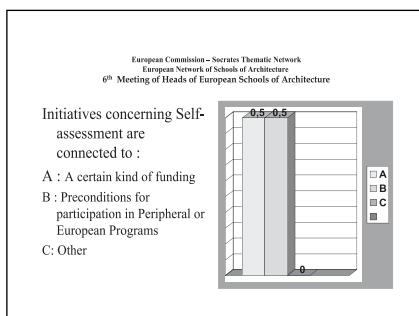 European Commission – Socrates Thematic Network
European Network of Schools of Architecture
6th Meeting of Heads of European Schools of Architecture
Initiatives concerning Self-
assessment are
connected to :
A : A certain kind of funding
B : Preconditions for
participation in Peripheral or
European Programs
C: Other
0,5 0,5
0
A
B
C